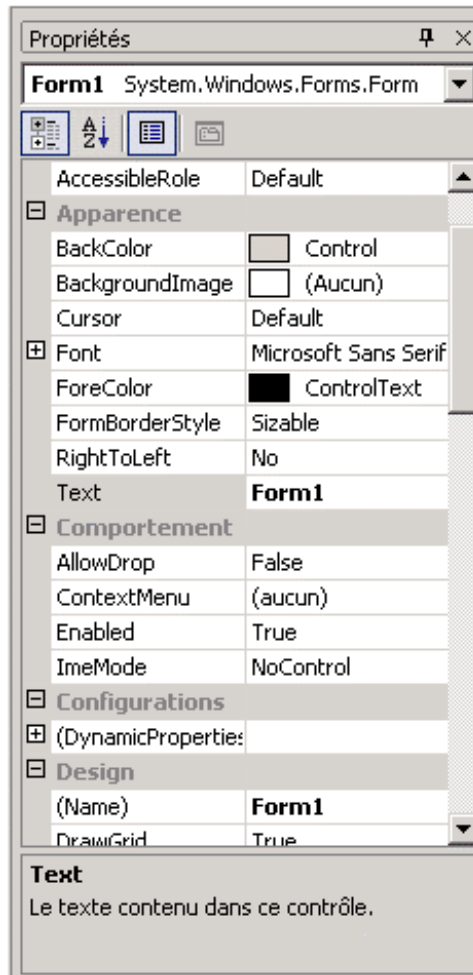 Propriétés
Form1 System.Windows.Forms.Form
AccessibleRole Default
Apparence
BackColor Control
BackgroundImage (Aucun)
Cursor Default
Font Microsoft Sans Serif
ForeColor ControlText
FormBorderStyle Sizable
RightToLeft No
Text Form1
Comportement
AllowDrop False
ContextMenu (aucun)
Enabled True
ImeMode NoControl
Configurations
(DynamicProperties
Design
(Name) Form1
DrawGrid True
Text
Le texte contenu dans ce contrôle.